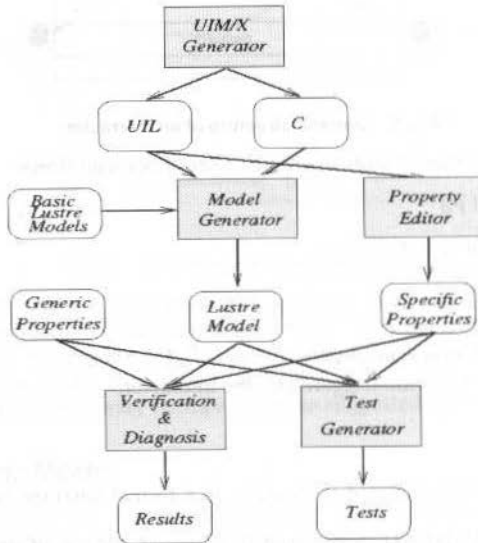 UIM/X
Generator
UIL
C
Basic
Lustre
Models
Model
Generator
Property
Editor
Generic
Properties
Lustre
Model
Specific
Properties
Verification
&
Diagnosis
Test
Generator
Results
Tests